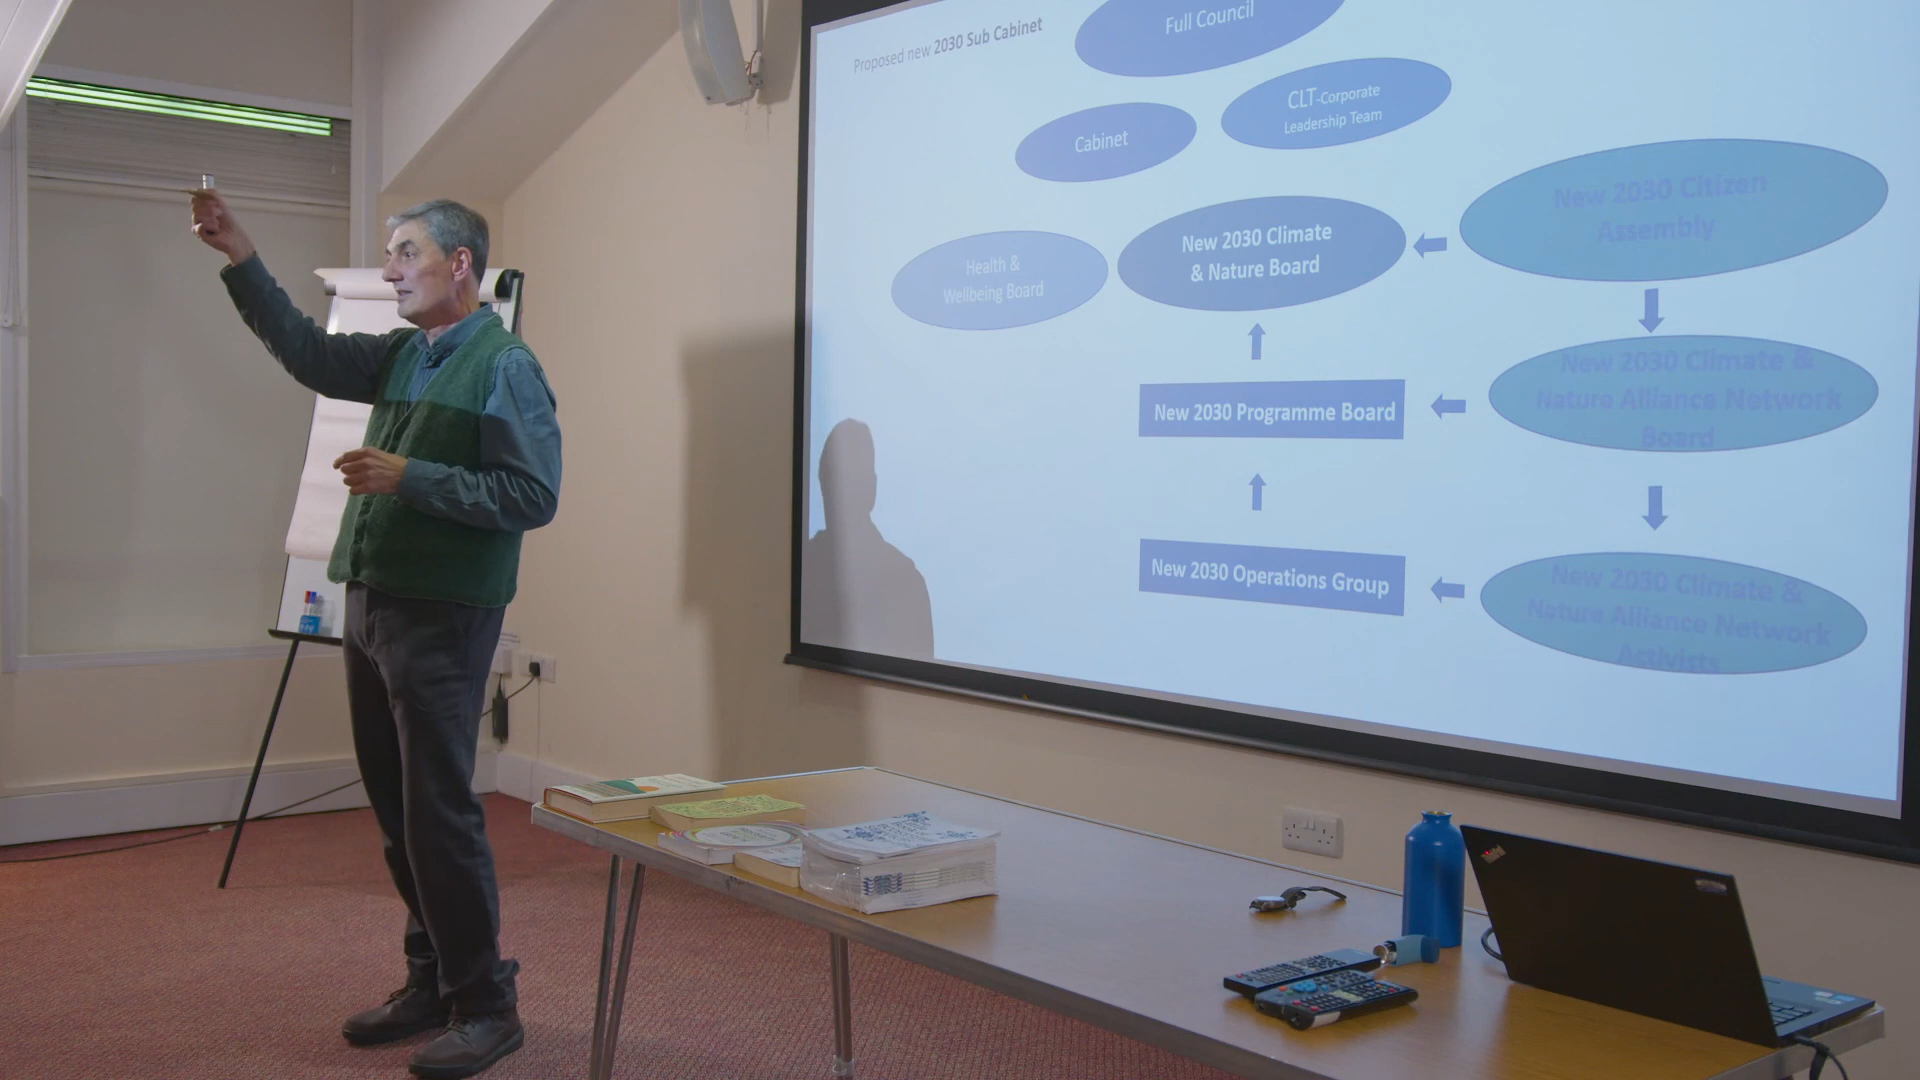 Proposed new 2030 Sub Cabinet
Full Council
CLT-Corporate
Leadership Team
Cabinet
New 2030 Citizen
Assembly
New 2030 Climate
& Nature Board
Health &
Wellbeing Board
New 2030 Climate &
Nature Alliance Network
Board
New 2030 Programme Board
New 2030 Operations Group
New 2030 Climate &
Nature Alliance Network
Activists